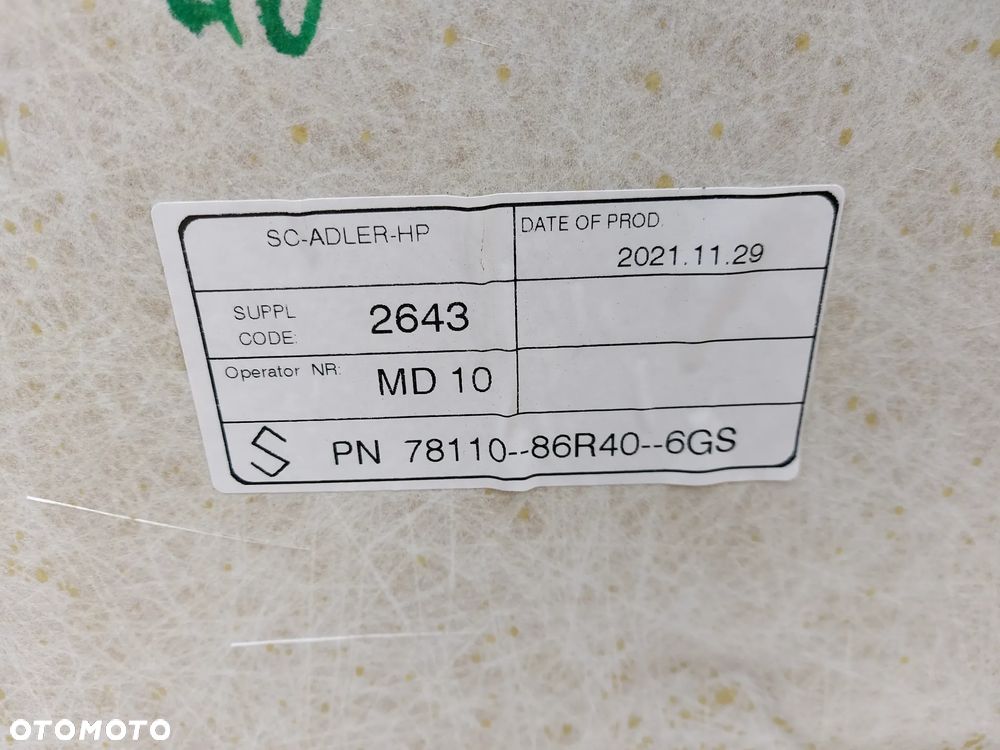 SC-ADLER-HP
DATE OF PROD.
2021.11.29
SUPPL
CODE:
2643
Operator NR:
MD 10
PN 78110--86R40--6GS
OTOMOTO